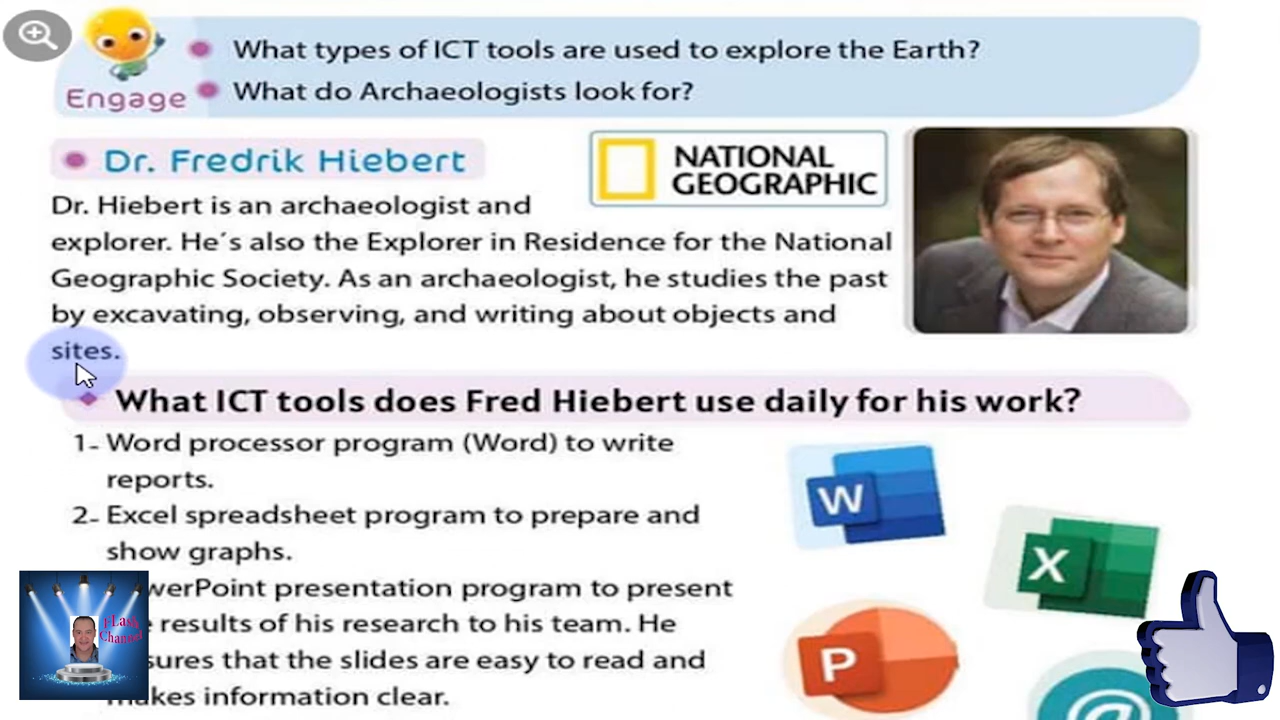 What types of ICT tools are used to explore the Earth?
Engage
What do Archaeologists look for?
Dr. Fredrik Hiebert
NATIONAL
GEOGRAPHIC
Dr. Hiebert is an archaeologist and
explorer. He´s also the Explorer in Residence for the National
Geographic Society. As an archaeologist, he studies the past
by excavating, observing, and writing about objects and
sites.
What ICT tools does Fred Hiebert use daily for his work?
1- Word processor program (Word) to write
reports.
2- Excel spreadsheet program to prepare and
show graphs.
werPoint presentation program to present
results of his research to his team. He
sures that the slides are easy to read and
makes information clear.
W
X
P
@
FLash
Channel